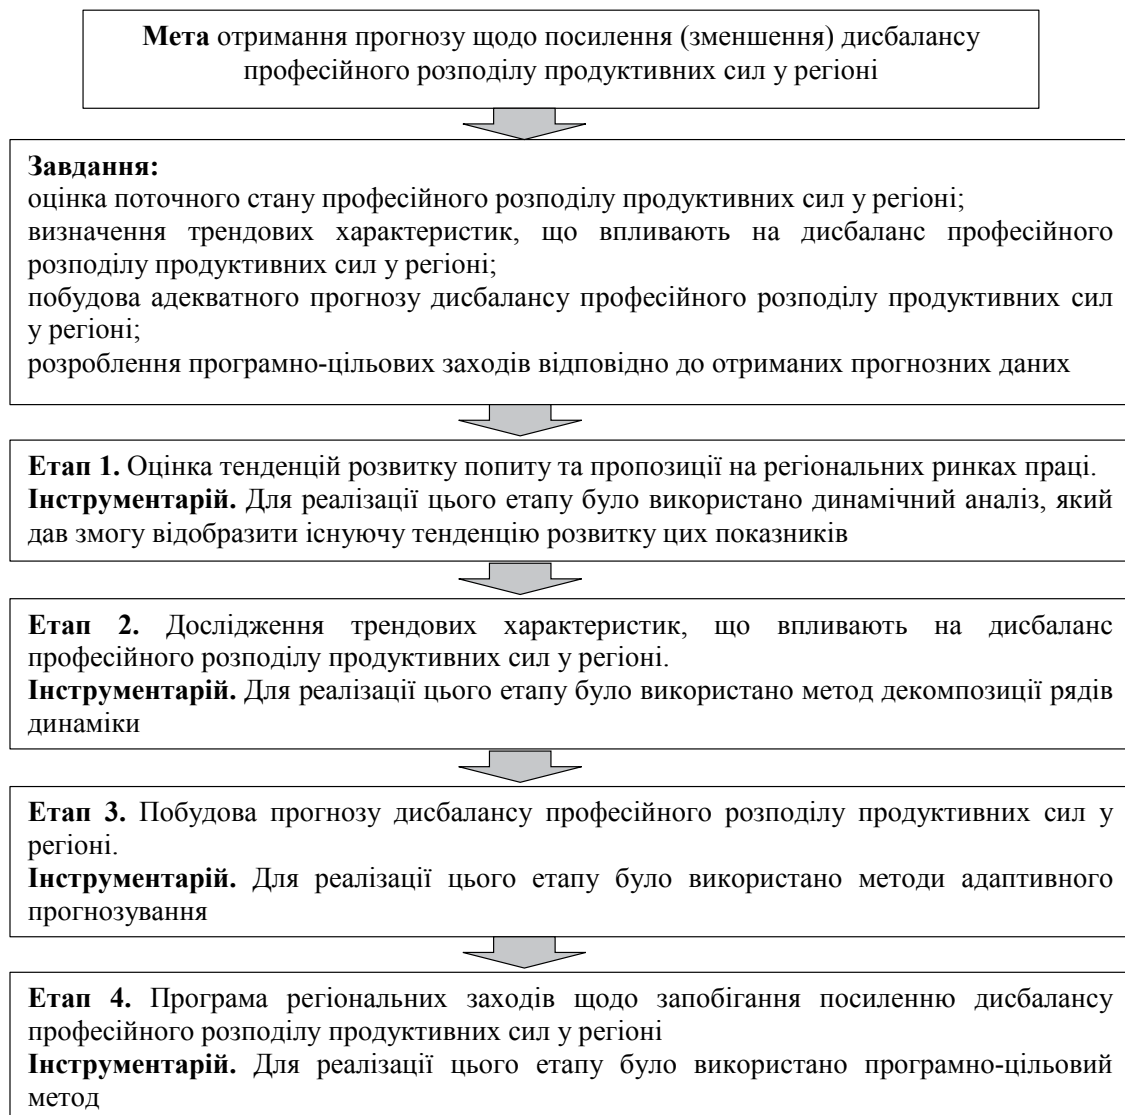 Мета отримання прогнозу щодо посилення (зменшення) дисбалансу
професійного розподілу продуктивних сил у регіоні
Завдання:
оцінка поточного стану професійного розподілу продуктивних сил у регіоні;
визначення трендових характеристик, що впливають на дисбаланс професійного
розподілу продуктивних сил у регіоні;
побудова адекватного прогнозу дисбалансу професійного розподілу продуктивних сил
у регіоні;
розроблення програмно-цільових заходів відповідно до отриманих прогнозних даних
Етап 1. Оцінка тенденцій розвитку попиту та пропозиції на регіональних ринках праці.
Інструментарій. Для реалізації цього етапу було використано динамічний аналіз, який
дав змогу відобразити існуючу тенденцію розвитку цих показників
Етап 2. Дослідження трендових характеристик, що впливають на дисбаланс
професійного розподілу продуктивних сил у регіоні.
Інструментарій. Для реалізації цього етапу було використано метод декомпозиції рядів
динаміки
Етап 3. Побудова прогнозу дисбалансу професійного розподілу продуктивних сил у
регіоні.
Інструментарій. Для реалізації цього етапу було використано методи адаптивного
прогнозування
Етап 4. Програма регіональних заходів щодо запобігання посиленню дисбалансу
професійного розподілу продуктивних сил у регіоні
Інструментарій. Для реалізації цього етапу було використано програмно-цільовий
метод